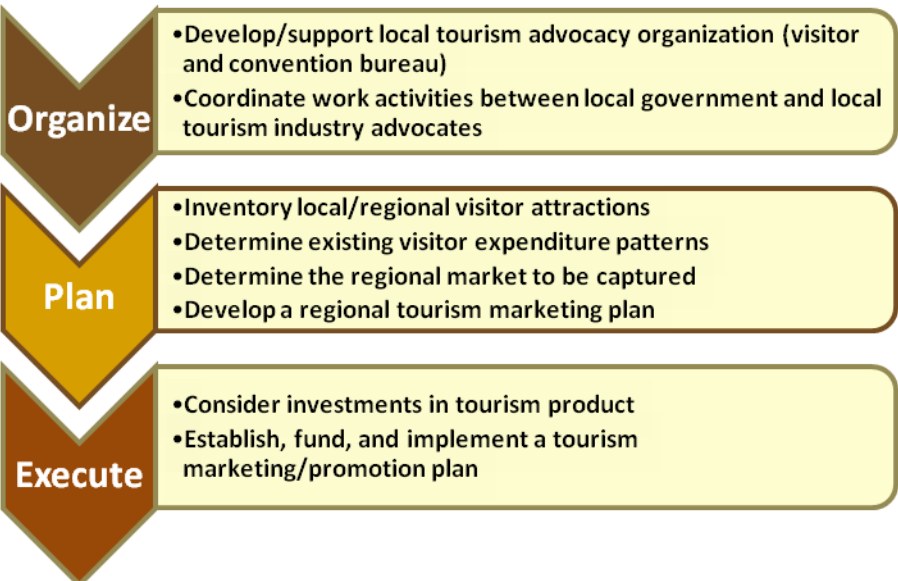 Organize
•Develop/support local tourism advocacy organization (visitor
and convention bureau)
•Coordinate work activities between local government and local
tourism industry advocates
Plan
•Inventory local/regional visitor attractions
•Determine existing visitor expenditure patterns
•Determine the regional market to be captured
•Develop a regional tourism marketing plan
Execute
•Consider investments in tourism product
•Establish, fund, and implement a tourism
marketing/promotion plan